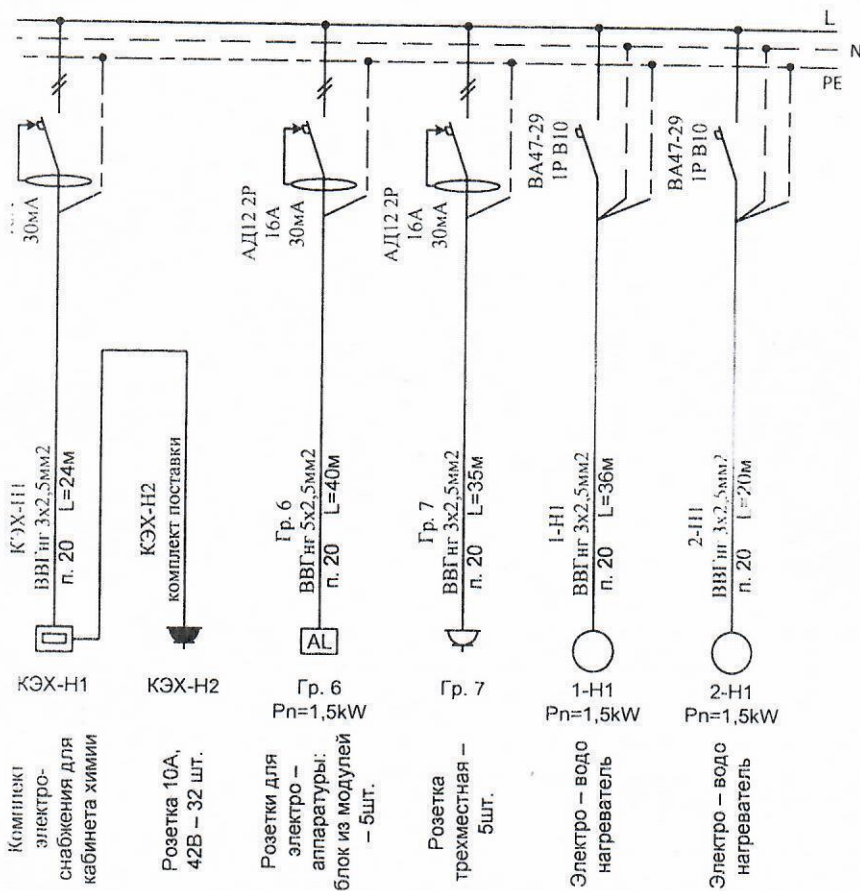 L
N
PE
30мА
АД12 2Р
16А
30мА
АД12 2Р
16А
30мА
ВА47-29
1Р В10
ВА47-29
1Р В10
КЭХ-Н1
ВВГнг 3х2,5мм2
п. 20 L=24м
КЭХ-Н2
комплект поставки
Гр. 6
ВВГнг 5х2,5мм2
п. 20 L=40м
Гр. 7
ВВГнг 3х2,5мм2
п. 20 L=35м
1-Н1
ВВГнг 3х2,5мм2
п. 20 L=36м
2-Н1
ВВГнг 3х2,5мм2
п. 20 L=20м
AL
КЭХ-Н1
КЭХ-Н2
Гр. 6
Pn=1,5kW
Гр. 7
1-Н1
Pn=1,5kW
2-Н1
Pn=1,5kW
Комплект
электро-
снабжения для
кабинета химии
Розетка 10А,
42В – 32 шт.
Розетки для
электро –
аппаратуры:
блок из модулей
– 5шт.
Розетка
трехместная –
5шт.
Электро – водо
нагреватель
Электро – водо
нагреватель